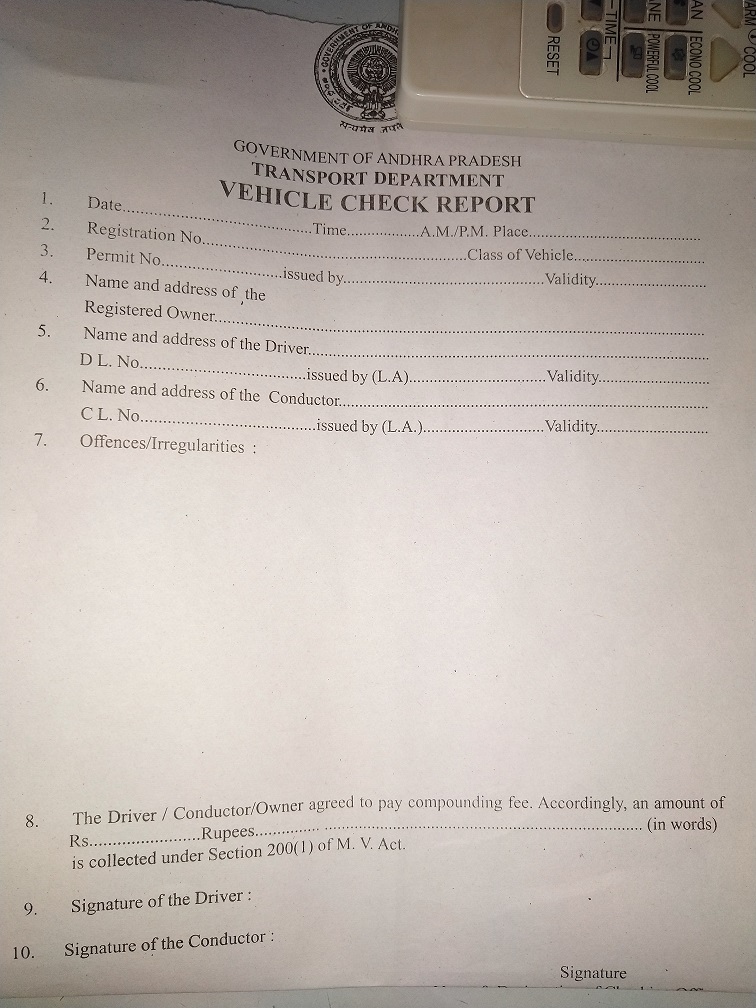 GOVERNMENT OF ANDH
सत्यमेव जयते
GOVERNMENT OF ANDHRA PRADESH
TRANSPORT DEPARTMENT
VEHICLE CHECK REPORT
1. Date..............................Time..................A.M./P.M. Place............................................
2. Registration No..........................................................Class of Vehicle...............................
3. Permit No..............................issued by..................................................Validity...........................
4. Name and address of the
Registered Owner..........................................................................................
5. Name and address of the Driver..........................................................................................
D L. No..........................................issued by (L.A)..................................Validity...........................
6. Name and address of the Conductor..........................................................................................
C L. No............................................issued by (L.A.)..............................Validity...........................
7. Offences/Irregularities :
8. The Driver / Conductor/Owner agreed to pay compounding fee. Accordingly, an amount of
Rs.......................Rupees................................................................................................ (in words)
is collected under Section 200(1) of M. V. Act.
9. Signature of the Driver :
10. Signature of the Conductor :
Signature
RESET
TIME
POWERFUL COOL
ECONO COOL
COOL